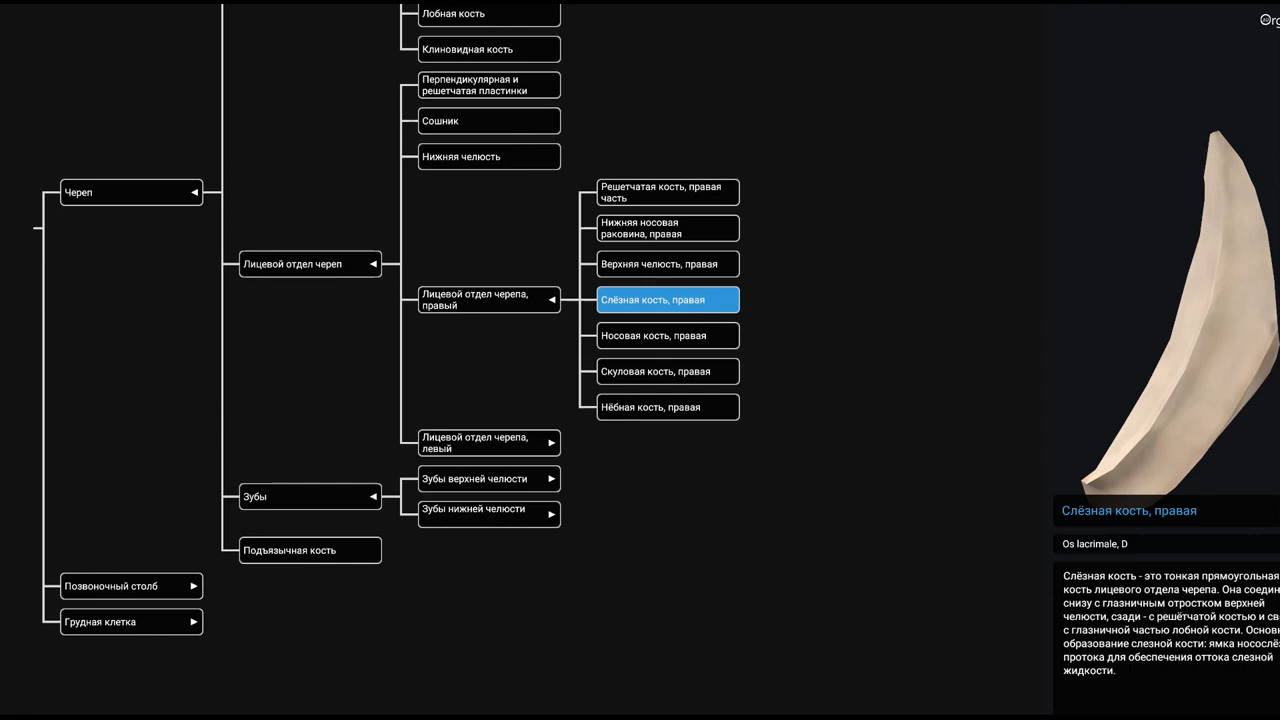 Лобная кость
Клиновидная кость
Перпендикулярная и
решетчатая пластинки
Сошник
Нижняя челюсть
Череп
Решетчатая кость, правая
часть
Нижняя носовая
раковина, правая
Лицевой отдел череп
Верхняя челюсть, правая
Лицевой отдел черепа,
правый
Слёзная кость, правая
Носовая кость, правая
Скуловая кость, правая
Нёбная кость, правая
Лицевой отдел черепа,
левый
Зубы верхней челюсти
Зубы
Зубы нижней челюсти
Подъязычная кость
Позвоночный столб
Грудная клетка
Org
Слёзная кость, правая
Os lacrimale, D
Слёзная кость - это тонкая прямоугольная
кость лицевого отдела черепа. Она соедин
снизу с глазничным отростком верхней
челюсти, сзади - с решётчатой костью и св
с глазничной частью лобной кости. Основ
образование слезной кости: ямка носослёз
протока для обеспечения оттока слезной
жидкости.